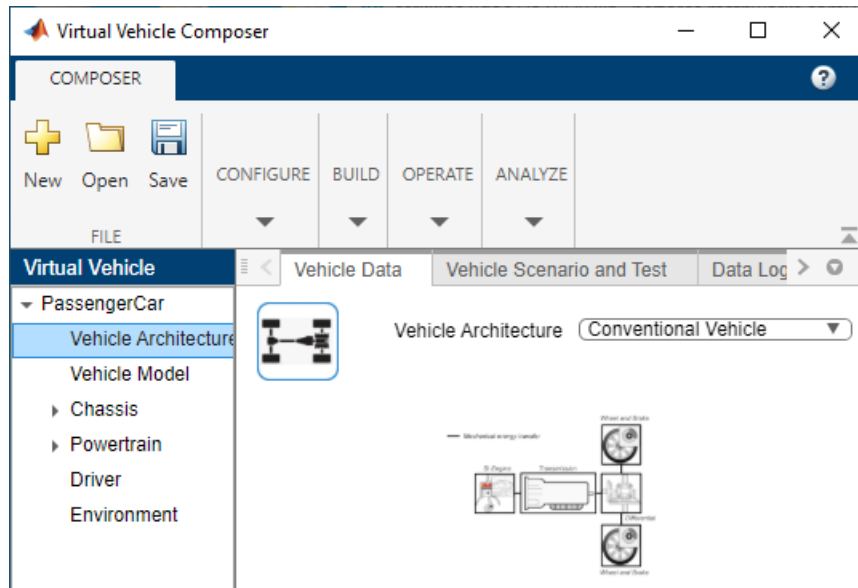 Virtual Vehicle Composer
COMPOSER
New Open Save
CONFIGURE
BUILD
OPERATE
ANALYZE
FILE
Virtual Vehicle
Vehicle Data
Vehicle Scenario and Test
Data Log
PassengerCar
Vehicle Architecture
Vehicle Model
Chassis
Powertrain
Driver
Environment
Vehicle Architecture
Conventional Vehicle
Wheel and Brake
Mechanical energy transfer
SI Engine
Transmission
Differential
Wheel and Brake